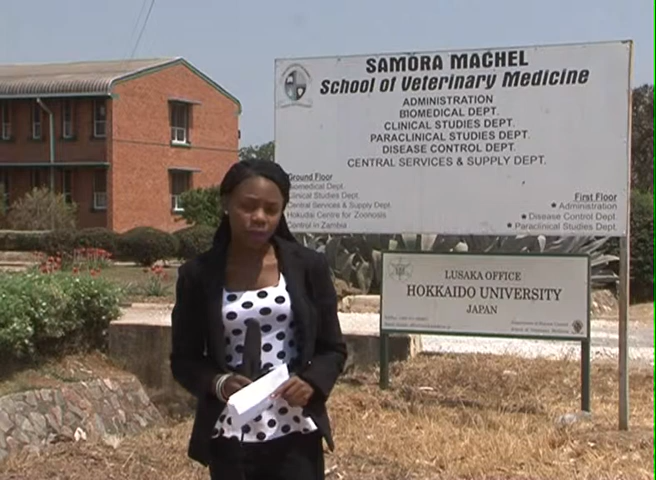 SAMORA MACHEL
SCHOOL OF VETERINARY MEDICINE
ADMINISTRATION
BIOMEDICAL DEPT.
CLINICAL STUDIES DEPT.
PARACLINICAL STUDIES DEPT.
DISEASE CONTROL DEPT.
CENTRAL SERVICES & SUPPLY DEPT.
Ground Floor
Biomedical Dept.
Clinical Studies Dept.
Central Services & Supply Dept.
Hokudai Centre for Zoonosis
Control in Zambia
First Floor
• Administration
• Disease Control Dept.
• Paraclinical Studies Dept.
LUSAKA OFFICE
HOKKAIDO UNIVERSITY
JAPAN